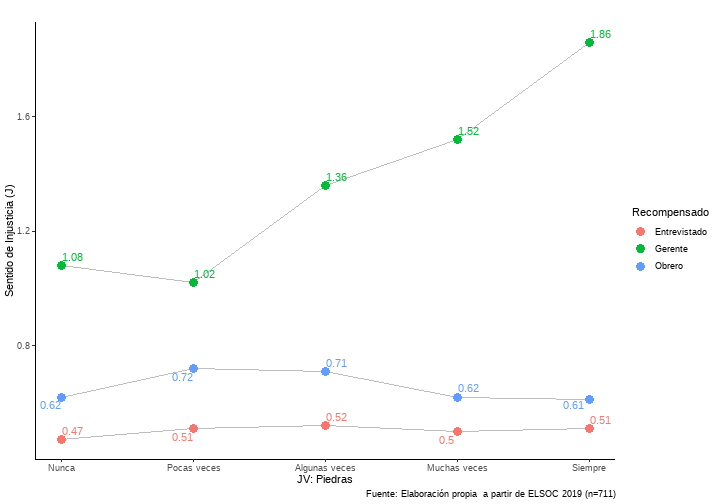 1.86
1.6
1.52
1.36
Recompensado
Entrevistado
Gerente
Obrero
Sentido de Injusticia (J)
1.2
1.08
1.02
0.8
0.72
0.71
0.62
0.62
0.61
0.47
0.51
0.52
0.5
0.51
Nunca
Pocas veces
Algunas veces
Muchas veces
Siempre
JV: Piedras
Fuente: Elaboración propia  a partir de ELSOC 2019 (n=711)